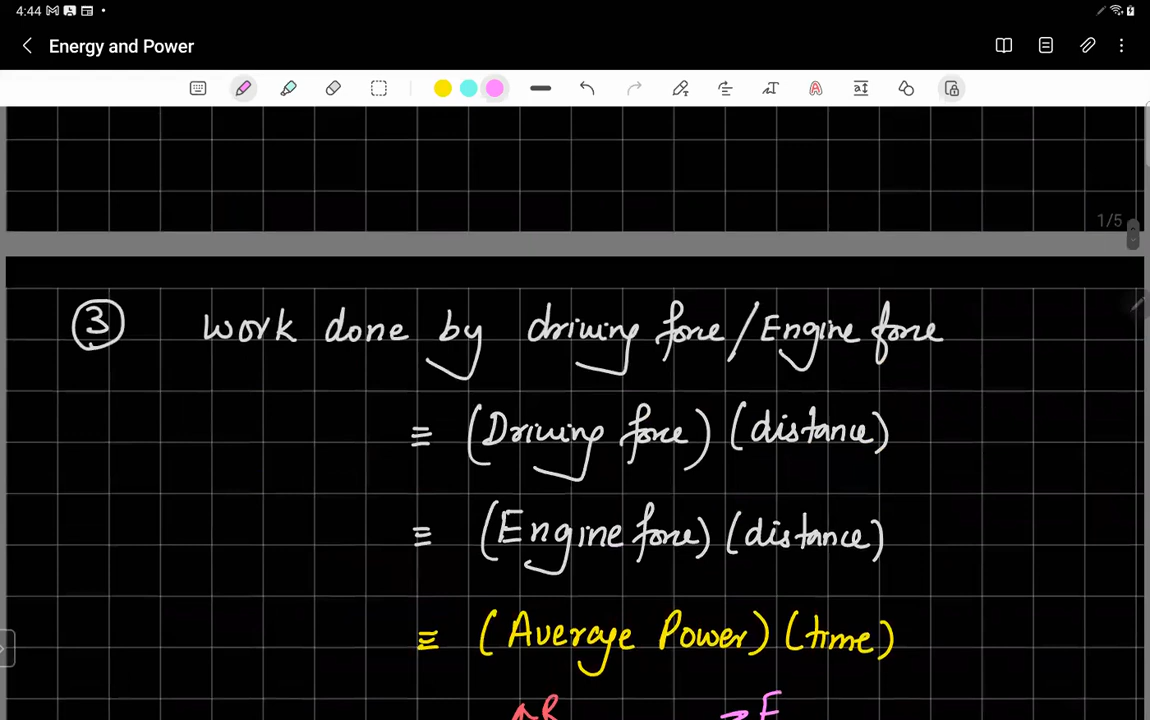 4:44
Energy and Power
1/5
3 work done by driving force/Engine force
≡ (Driving force) (distance)
≡ (Engine force) (distance)
≡ (Average Power) (time)
R F